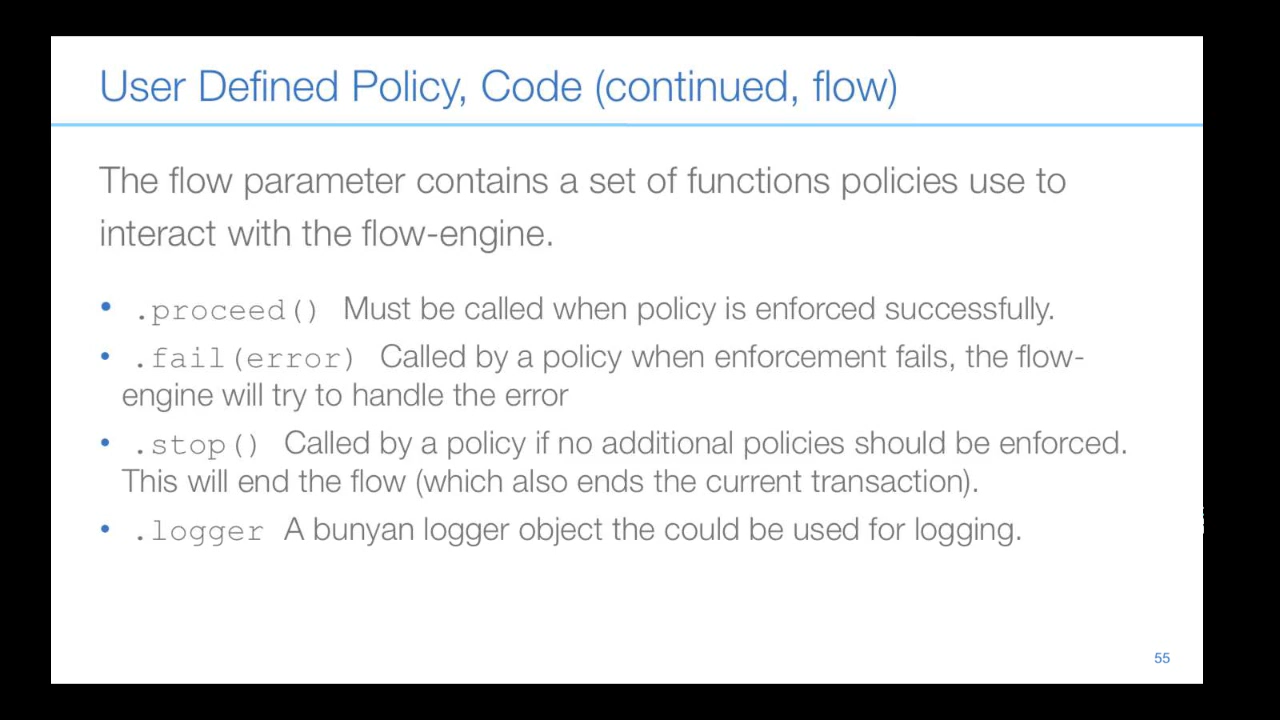 User Defined Policy, Code (continued, flow)
The flow parameter contains a set of functions policies use to
interact with the flow-engine.
• .proceed() Must be called when policy is enforced successfully.
• .fail(error) Called by a policy when enforcement fails, the flow-
engine will try to handle the error
• .stop() Called by a policy if no additional policies should be enforced.
This will end the flow (which also ends the current transaction).
• .logger A bunyan logger object the could be used for logging.
55